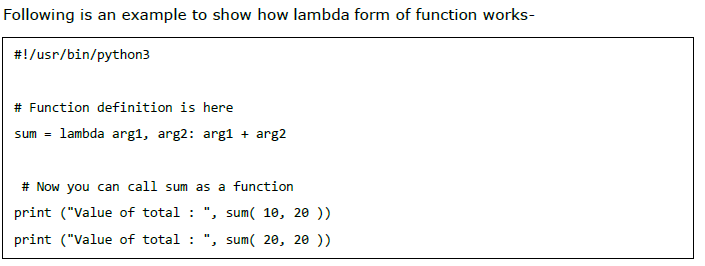 Following is an example to show how lambda form of function works-
#!/usr/bin/python3
# Function definition is here
sum = lambda arg1, arg2: arg1 + arg2
# Now you can call sum as a function
print ("Value of total : ", sum( 10, 20 ))
print ("Value of total : ", sum( 20, 20 ))